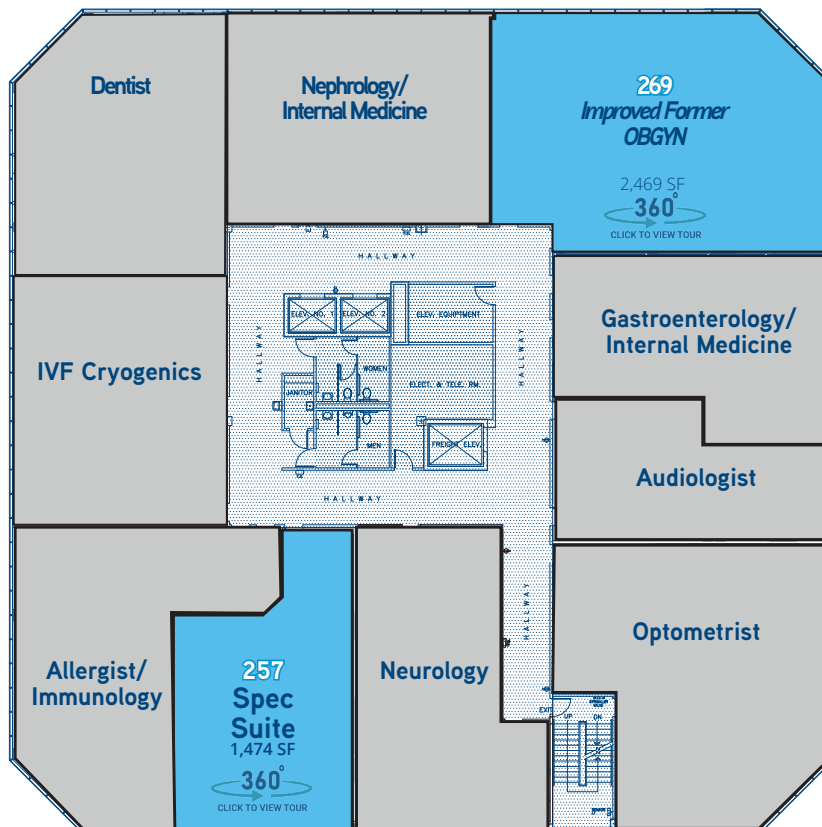 Dentist
Nephrology/
Internal Medicine
269
Improved Former
OBGYN
2,469 SF
360°
CLICK TO VIEW TOUR
HALLWAY
ELEV. NO. 1
ELEV. NO. 2
ELEV. EQUIPTMENT
HALLWAY
HALLWAY
Gastroenterology/
Internal Medicine
IVF Cryogenics
WOMEN
JANITOR
ELECT. & TELE. RM.
MEN
FREIGHT ELEV.
Audiologist
HALLWAY
HALLWAY
Optometrist
Allergist/
Immunology
257
Spec
Suite
1,474 SF
360°
CLICK TO VIEW TOUR
Neurology
EXIT
UP
DN